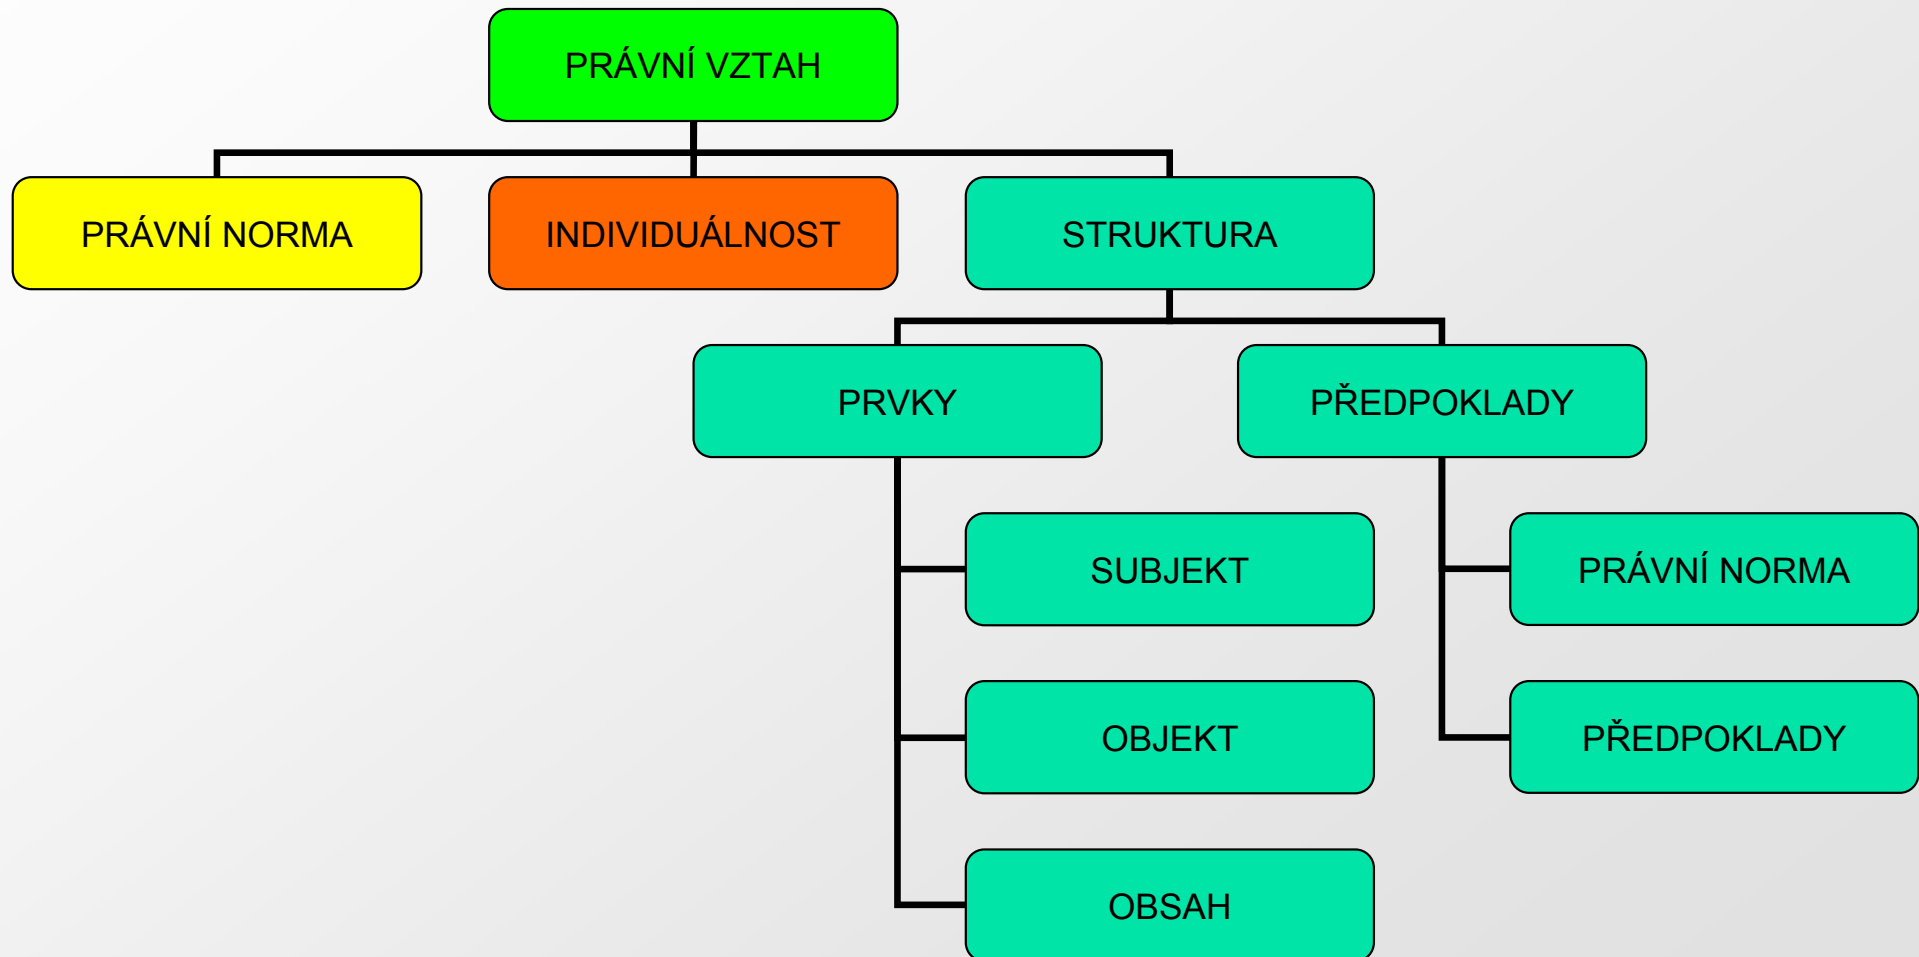 PRÁVNÍ VZTAH
PRÁVNÍ NORMA
INDIVIDUÁLNOST
STRUKTURA
PRVKY
PŘEDPOKLADY
SUBJEKT
PRÁVNÍ NORMA
OBJEKT
PŘEDPOKLADY
OBSAH